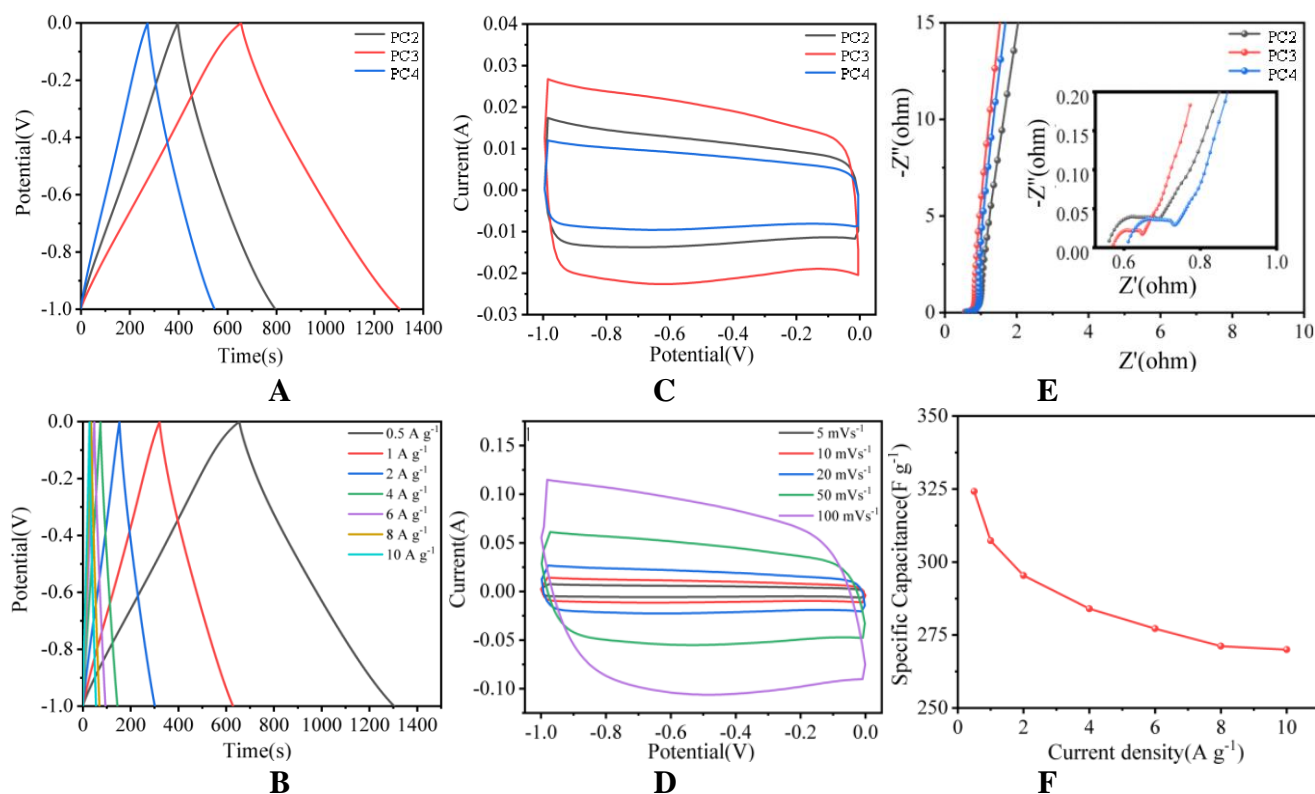 0.0
-0.2
-0.4
-0.6
-0.8
-1.0
Potential(V)
PC2
PC3
PC4
0 200 400 600 800 1000 1200 1400
Time(s)
A
0.04
0.03
0.02
0.01
0.00
-0.01
-0.02
-0.03
Current(A)
PC2
PC3
PC4
-1.0 -0.8 -0.6 -0.4 -0.2 0.0
Potential(V)
C
15
10
5
0
-Z''(ohm)
PC2
PC3
PC4
0.20
0.15
0.10
0.05
0.00
-Z''(ohm)
0.6 0.8 1.0
Z'(ohm)
2 4 6 8 10
Z'(ohm)
E
0.0
-0.2
-0.4
-0.6
-0.8
-1.0
Potential(V)
0.5 A g⁻¹
1 A g⁻¹
2 A g⁻¹
4 A g⁻¹
6 A g⁻¹
8 A g⁻¹
10 A g⁻¹
0 200 400 600 800 1000 1200 1400
Time(s)
B
0.15
0.10
0.05
0.00
-0.05
-0.10
Current(A)
5 mVs⁻¹
10 mVs⁻¹
20 mVs⁻¹
50 mVs⁻¹
100 mVs⁻¹
-1.0 -0.8 -0.6 -0.4 -0.2 0.0
Potential(V)
D
350
325
300
275
250
Specific Capacitance(F g⁻¹)
0 2 4 6 8 10
Current density(A g⁻¹)
F